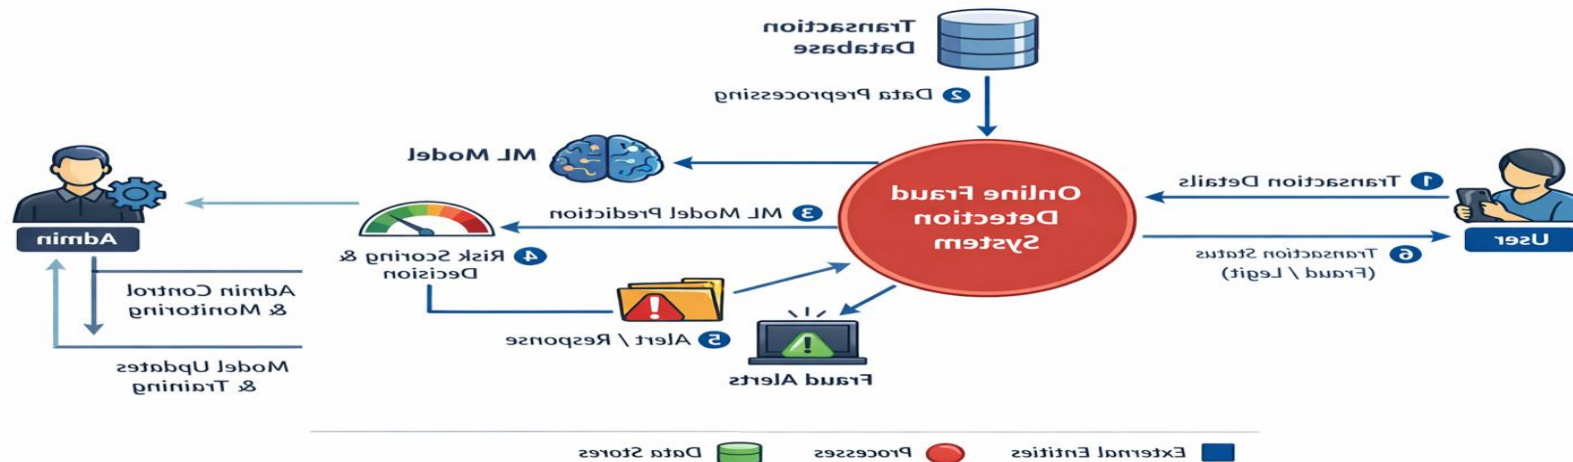 Transaction
Database
2 Data Preprocessing
ML Model
Online Fraud
Detection
System
1 Transaction Details
User
6 Transaction Status
(Fraud / Legit)
3 ML Model Prediction
4 Risk Scoring &
Decision
5 Alert / Response
Fraud Alerts
Admin
Admin Control
& Monitoring
Model Updates
& Training
External Entities
Processes
Data Stores